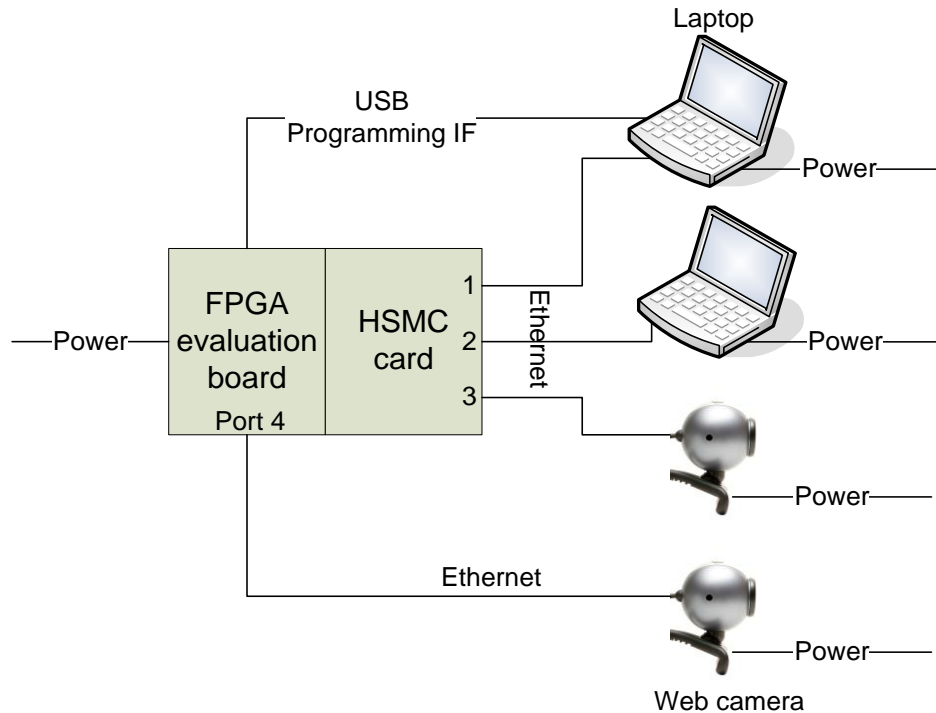 Laptop
USB
Programming IF
Power
1
FPGA
evaluation
board
HSMC
card
Ethernet
2
Power
Power
3
Port 4
Power
Ethernet
Power
Web camera